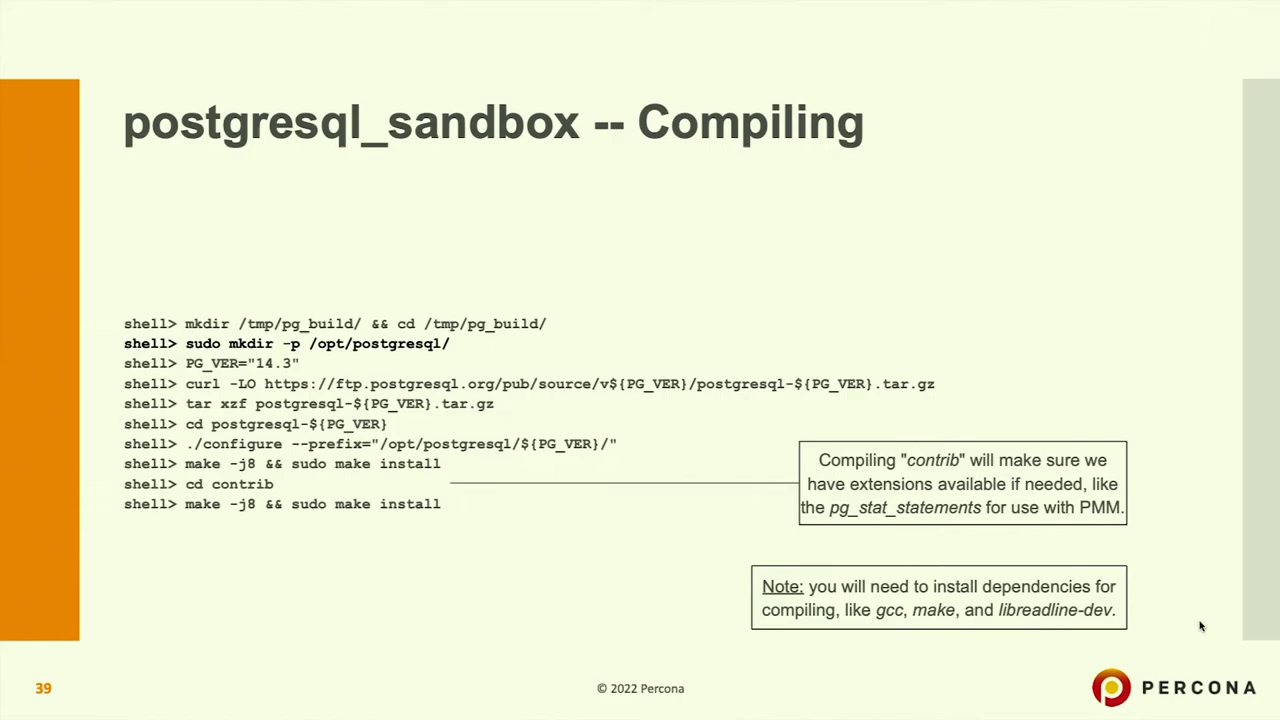 postgresql_sandbox -- Compiling
shell> mkdir /tmp/pg_build/ && cd /tmp/pg_build/
shell> sudo mkdir -p /opt/postgresql/
shell> PG_VER="14.3"
shell> curl -LO https://ftp.postgresql.org/pub/source/v${PG_VER}/postgresql-${PG_VER}.tar.gz
shell> tar xzf postgresql-${PG_VER}.tar.gz
shell> cd postgresql-${PG_VER}
shell> ./configure --prefix="/opt/postgresql/${PG_VER}/"
shell> make -j8 && sudo make install
shell> cd contrib
shell> make -j8 && sudo make install
Compiling "contrib" will make sure we
have extensions available if needed, like
the pg_stat_statements for use with PMM.
Note: you will need to install dependencies for
compiling, like gcc, make, and libreadline-dev.
39
© 2022 Percona
PERCONA